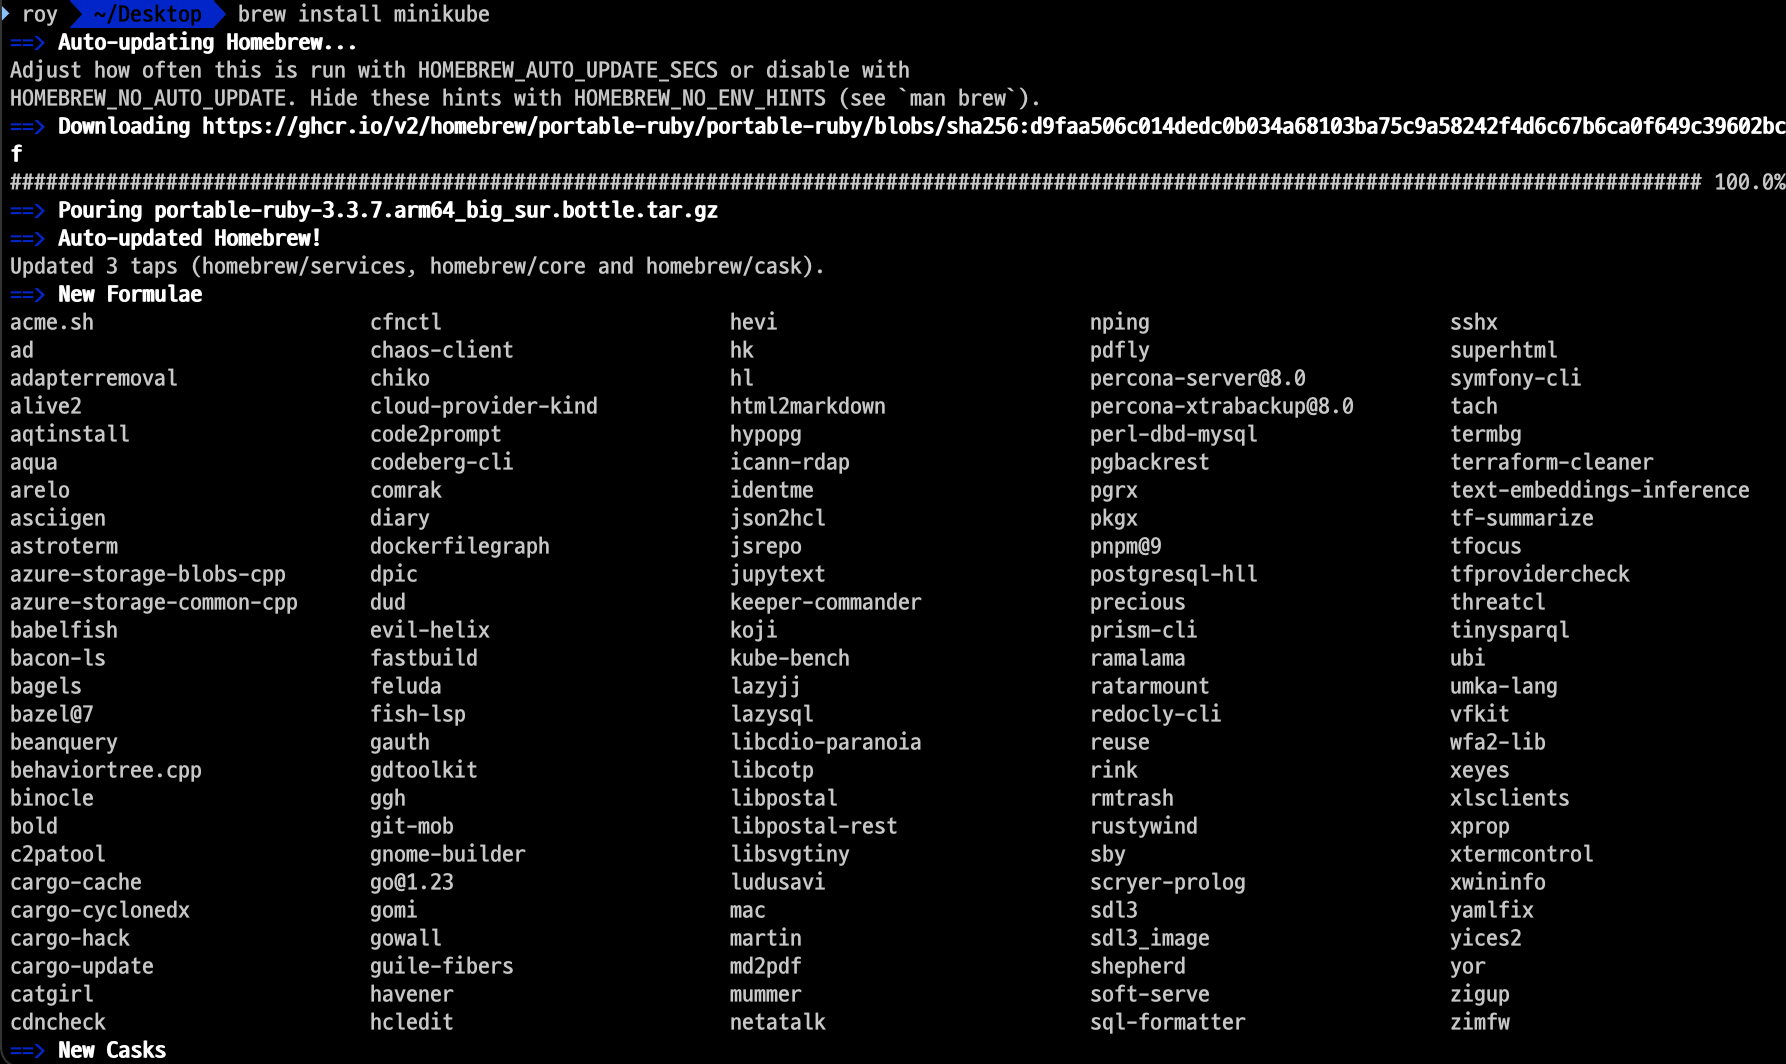 roy ~/Desktop brew install minikube
==> Auto-updating Homebrew...
Adjust how often this is run with HOMEBREW_AUTO_UPDATE_SECS or disable with
HOMEBREW_NO_AUTO_UPDATE. Hide these hints with HOMEBREW_NO_ENV_HINTS (see `man brew`).
==> Downloading https://ghcr.io/v2/homebrew/portable-ruby/portable-ruby/blobs/sha256:d9faa506c014dedc0b034a68103ba75c9a58242f4d6c67b6ca0f649c39602bc
f
############################################################################################################################################# 100.0%
==> Pouring portable-ruby-3.3.7.arm64_big_sur.bottle.tar.gz
==> Auto-updated Homebrew!
Updated 3 taps (homebrew/services, homebrew/core and homebrew/cask).
==> New Formulae
acme.sh cfnctl hevi nping sshx
ad chaos-client hk pdfly superhtml
adapterremoval chiko hl percona-server@8.0 symfony-cli
alive2 cloud-provider-kind html2markdown percona-xtrabackup@8.0 tach
aqtinstall code2prompt hypopg perl-dbd-mysql termbg
aqua codeberg-cli icann-rdap pgbackrest terraform-cleaner
arelo comrak identme pgrx text-embeddings-inference
asciigen diary json2hcl pkgx tf-summarize
astroterm dockerfilegraph jsrepo pnpm@9 tfocus
azure-storage-blobs-cpp dpic jupytext postgresql-hll tfprovidercheck
azure-storage-common-cpp dud keeper-commander precious threatcl
babelfish evil-helix koji prism-cli tinysparql
bacon-ls fastbuild kube-bench ramalama ubi
bagels feluda lazyjj ratarmount umka-lang
bazel@7 fish-lsp lazysql redocly-cli vfkit
beanquery gauth libcdio-paranoia reuse wfa2-lib
behaviortree.cpp gdtoolkit libcotp rink xeyes
binocle ggh libpostal rmtrash xlsclients
bold git-mob libpostal-rest rustywind xprop
c2patool gnome-builder libsvgtiny sby xtermcontrol
cargo-cache go@1.23 ludusavi scryer-prolog xwininfo
cargo-cyclonedx gomi mac sdl3 yamlfix
cargo-hack gowall martin sdl3_image yices2
cargo-update guile-fibers md2pdf shepherd yor
catgirl havener mummer soft-serve zigup
cdncheck hcledit netatalk sql-formatter zimfw
==> New Casks